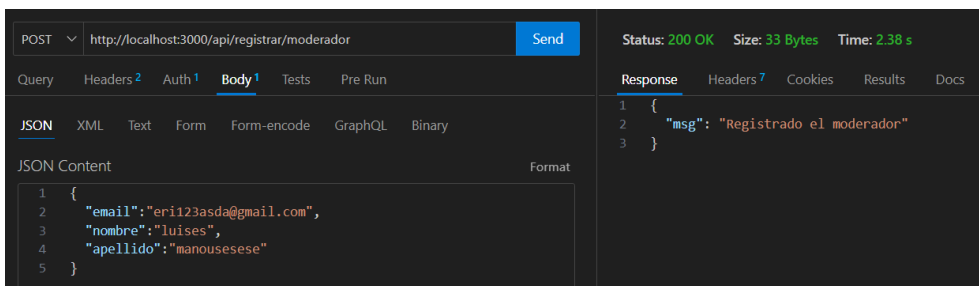 POST http://localhost:3000/api/registrar/moderador Send
Query Headers 2 Auth 1 Body 1 Tests Pre Run
JSON XML Text Form Form-encode GraphQL Binary
JSON Content Format
1 {
2 "email":"eri123asda@gmail.com",
3 "nombre":"luises",
4 "apellido":"manousesese"
5 }
Status: 200 OK Size: 33 Bytes Time: 2.38 s
Response Headers 7 Cookies Results Docs
1 {
2 "msg": "Registrado el moderador"
3 }